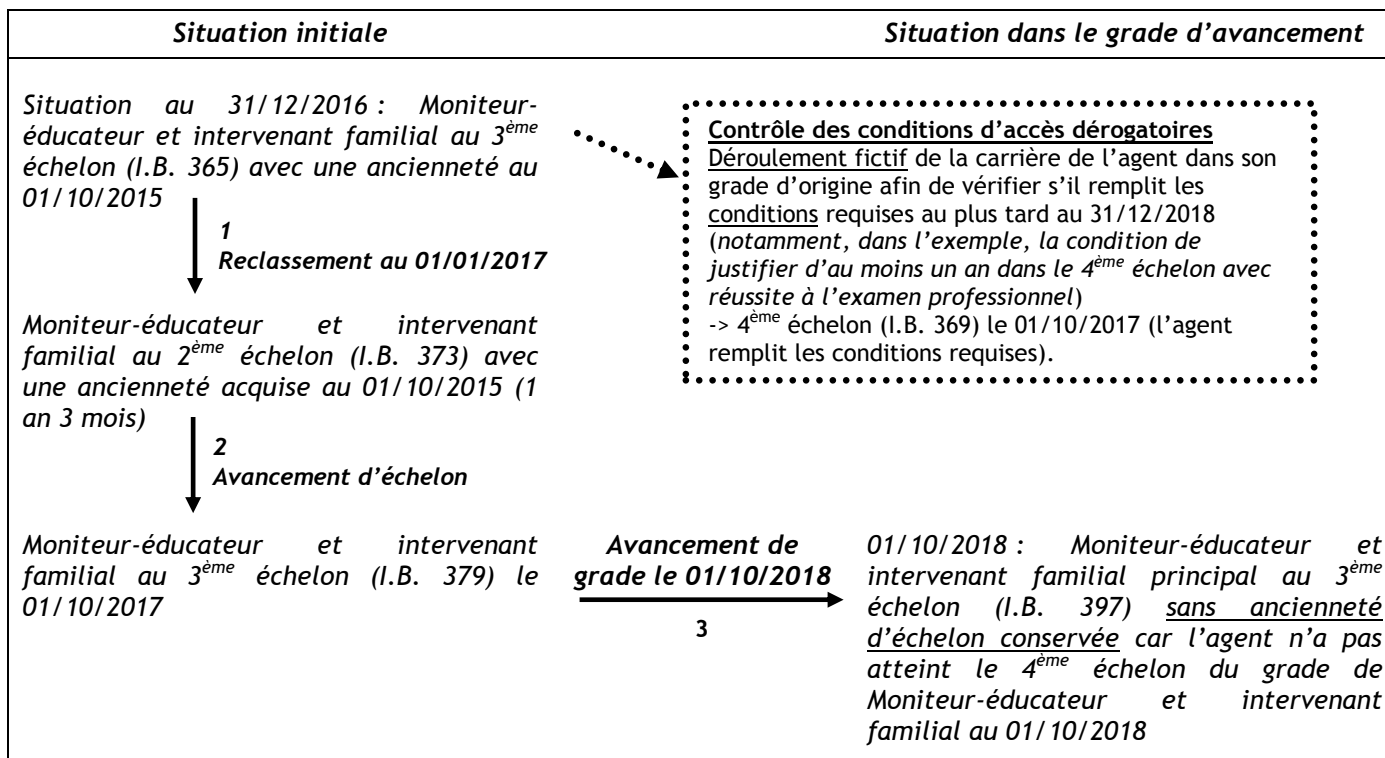 Situation initiale
Situation dans le grade d’avancement
Situation au 31/12/2016 : Moniteur-
éducateur et intervenant familial au 3ème
échelon (I.B. 365) avec une ancienneté au
01/10/2015
Contrôle des conditions d’accès dérogatoires
Déroulement fictif de la carrière de l’agent dans son
grade d’origine afin de vérifier s’il remplit les
conditions requises au plus tard au 31/12/2018
(notamment, dans l’exemple, la condition de
justifier d’au moins un an dans le 4ème échelon avec
réussite à l’examen professionnel)
-> 4ème échelon (I.B. 369) le 01/10/2017 (l’agent
remplit les conditions requises).
1
Reclassement au 01/01/2017
Moniteur-éducateur et intervenant
familial au 2ème échelon (I.B. 373) avec
une ancienneté acquise au 01/10/2015 (1
an 3 mois)
2
Avancement d’échelon
Moniteur-éducateur et intervenant
familial au 3ème échelon (I.B. 379) le
01/10/2017
Avancement de
grade le 01/10/2018
3
01/10/2018 : Moniteur-éducateur et
intervenant familial principal au 3ème
échelon (I.B. 397) sans ancienneté
d’échelon conservée car l’agent n’a pas
atteint le 4ème échelon du grade de
Moniteur-éducateur et intervenant
familial au 01/10/2018